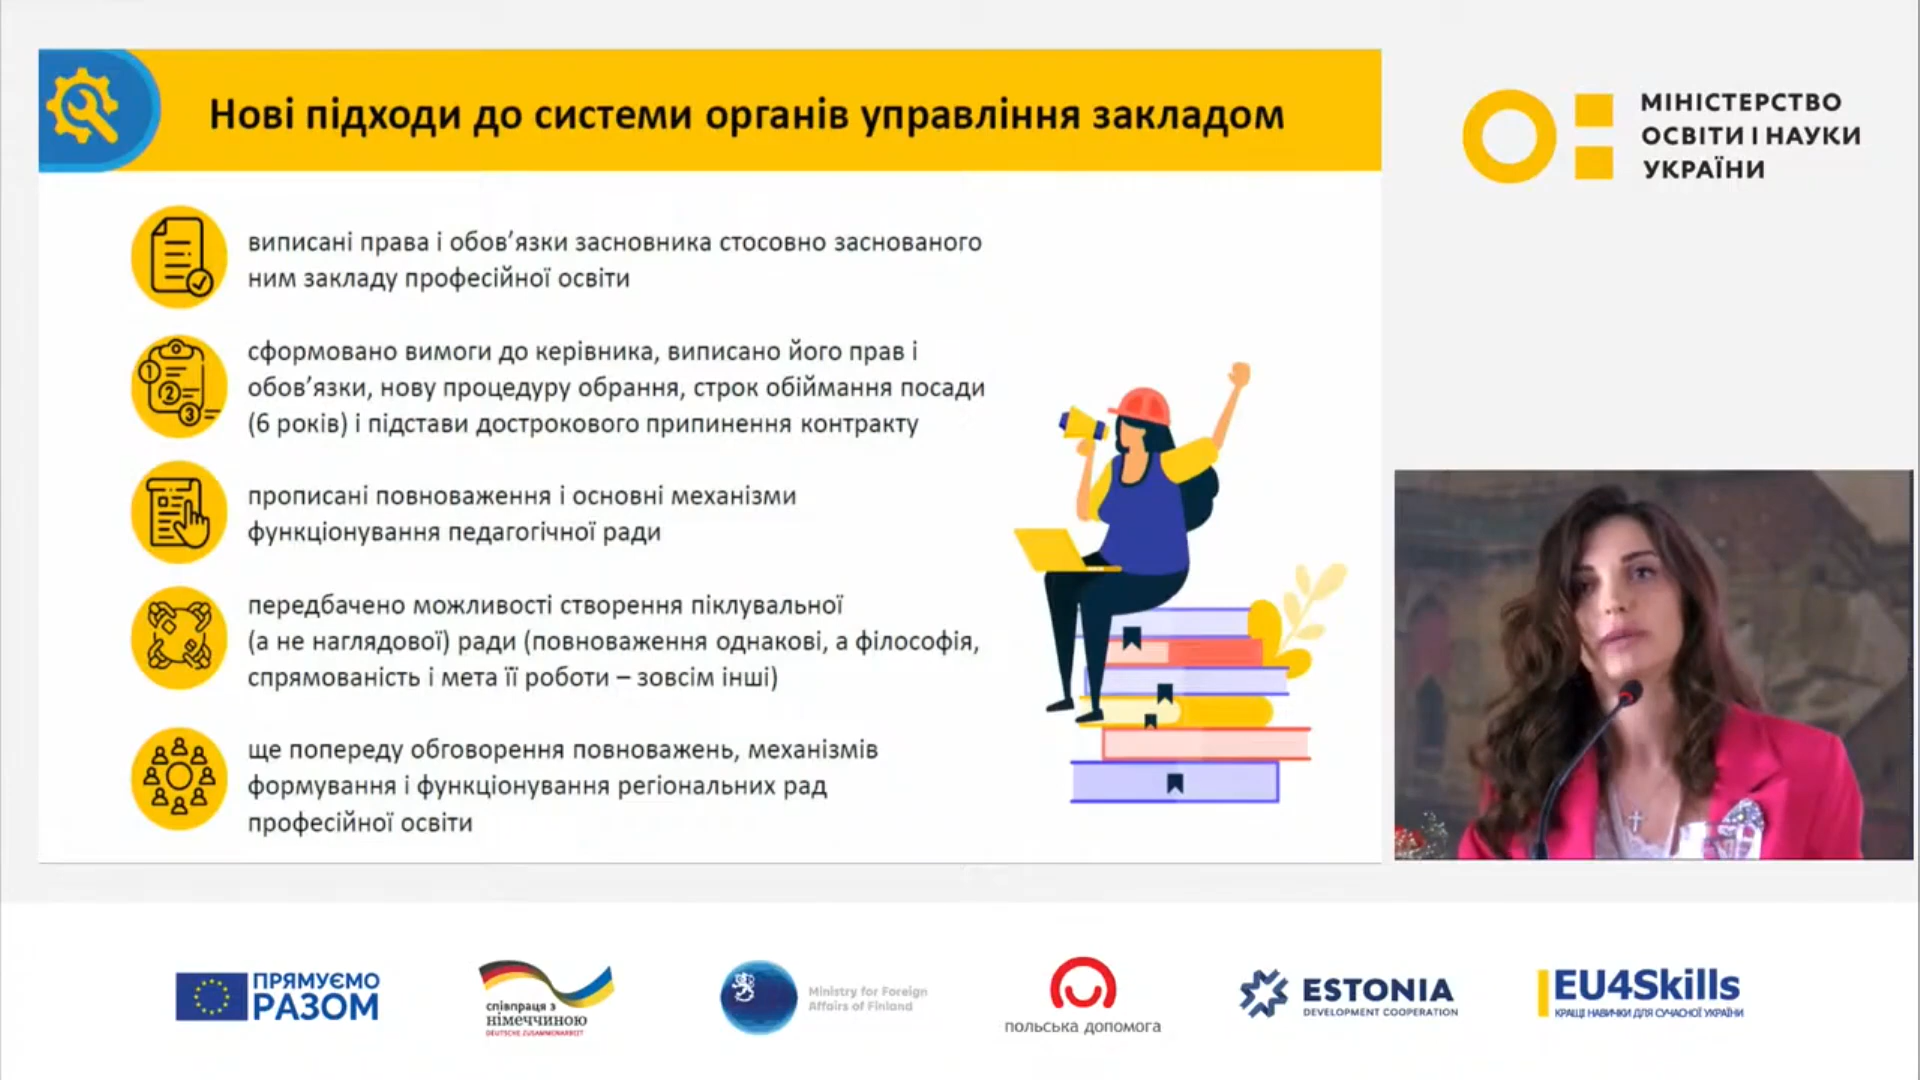 Нові підходи до системи органів управління закладом
виписані права і обов’язки засновника стосовно заснованого
ним закладу професійної освіти
1
2
3
сформовано вимоги до керівника, виписано його прав і
обов’язки, нову процедуру обрання, строк обіймання посади
(6 років) і підстави дострокового припинення контракту
прописані повноваження і основні механізми
функціонування педагогічної ради
передбачено можливості створення піклувальної
(а не наглядової) ради (повноваження однакові, а філософія,
спрямованість і мета її роботи – зовсім інші)
ще попереду обговорення повноважень, механізмів
формування і функціонування регіональних рад
професійної освіти
МІНІСТЕРСТВО
ОСВІТИ І НАУКИ
УКРАЇНИ
ПРЯМУЄМО
РАЗОМ
співпраця з
німеччиною
DEUTSCHE ZUSAMMENARBEIT
Ministry for Foreign
Affairs of Finland
польська допомога
ESTONIA
DEVELOPMENT COOPERATION
EU4Skills
КРАЩІ НАВИЧКИ ДЛЯ СУЧАСНОЇ УКРАЇНИ